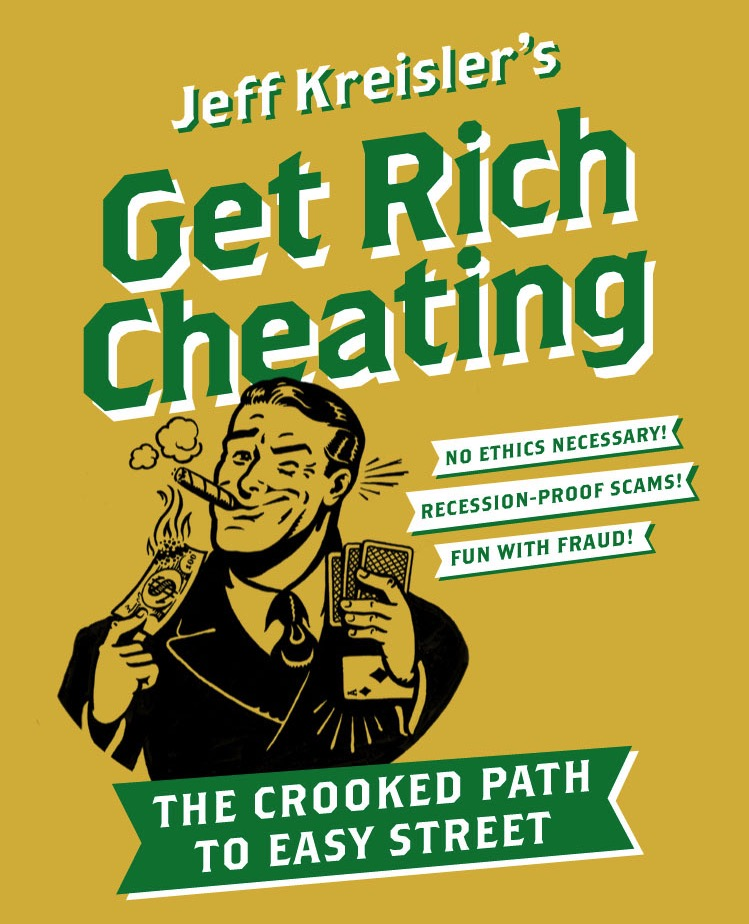 Jeff Kreisler's
Get Rich
Cheating
NO ETHICS NECESSARY!
RECESSION-PROOF SCAMS!
FUN WITH FRAUD!
100
$
A
THE CROOKED PATH
TO EASY STREET